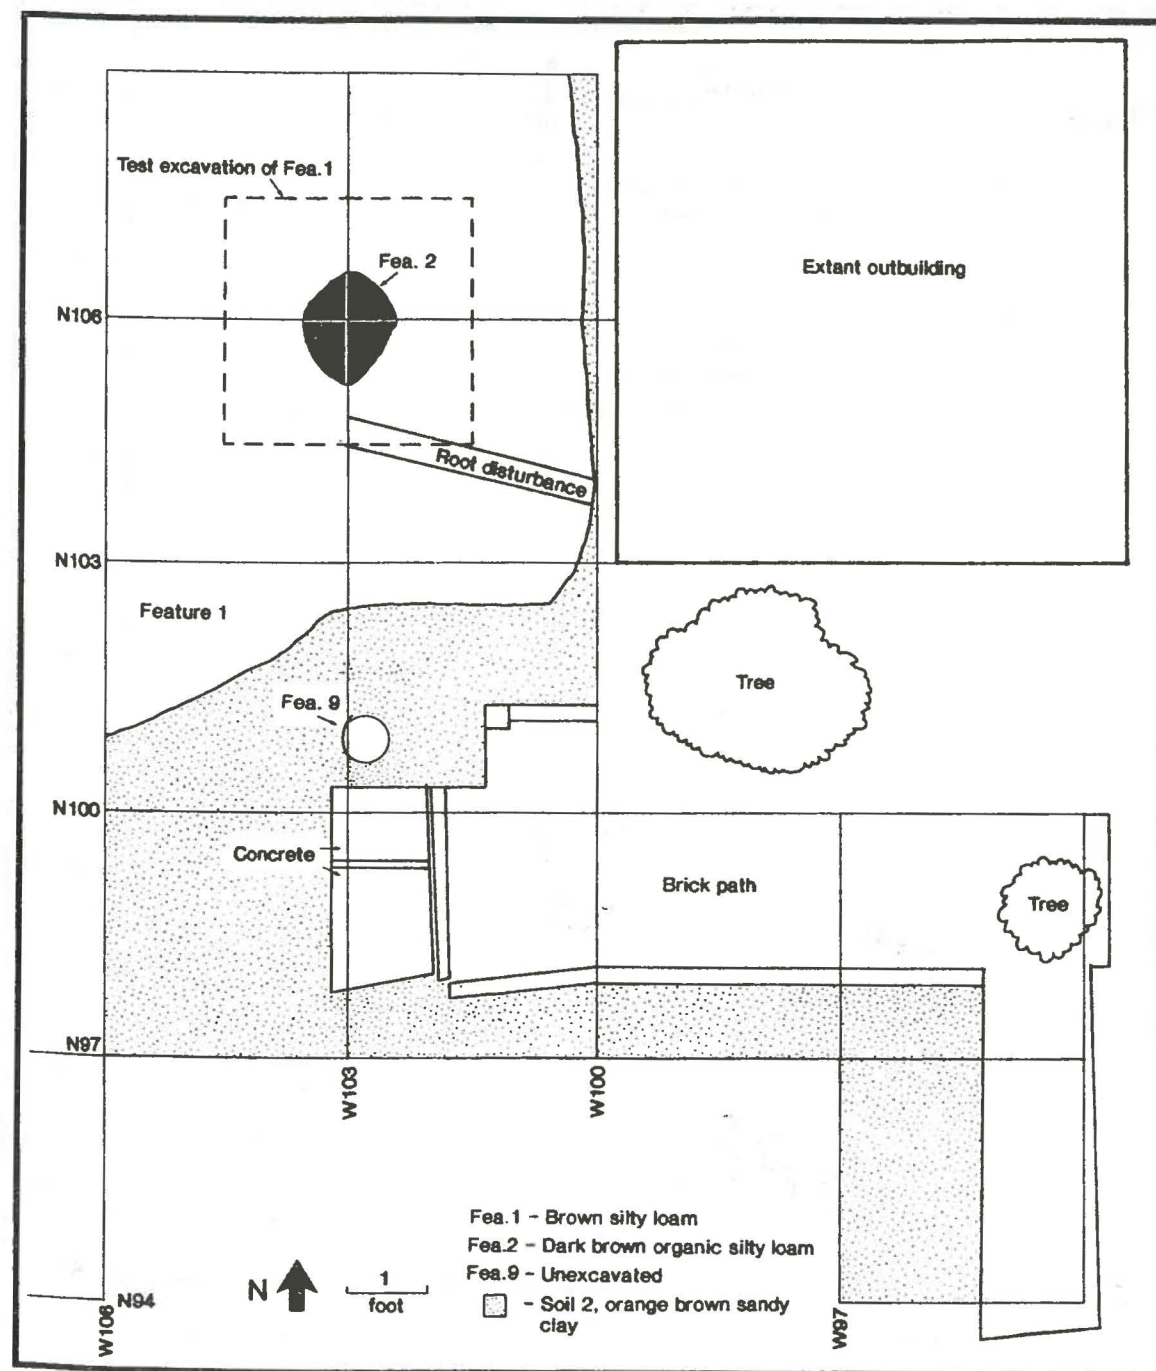 Test excavation of Fea.1
Fea. 2
Extant outbuilding
N106
Root disturbance
N103
Feature 1
Tree
Fea. 9
N100
Concrete
Brick path
Tree
N97
W103
W100
Fea.1 - Brown silty loam
Fea.2 - Dark brown organic silty loam
Fea.9 - Unexcavated
- Soil 2, orange brown sandy
clay
N
1
foot
N94
W106
W97